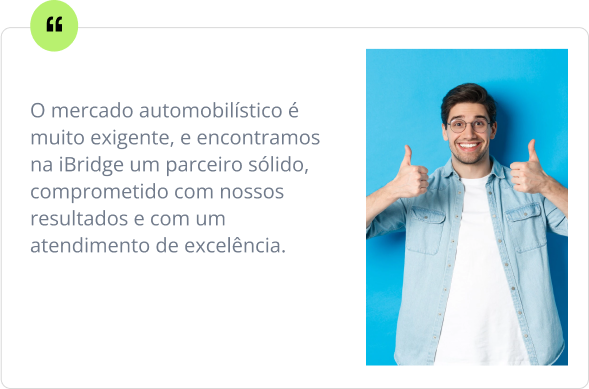 ❝
O mercado automobilístico é
muito exigente, e encontramos
na iBridge um parceiro sólido,
comprometido com nossos
resultados e com um
atendimento de excelência.